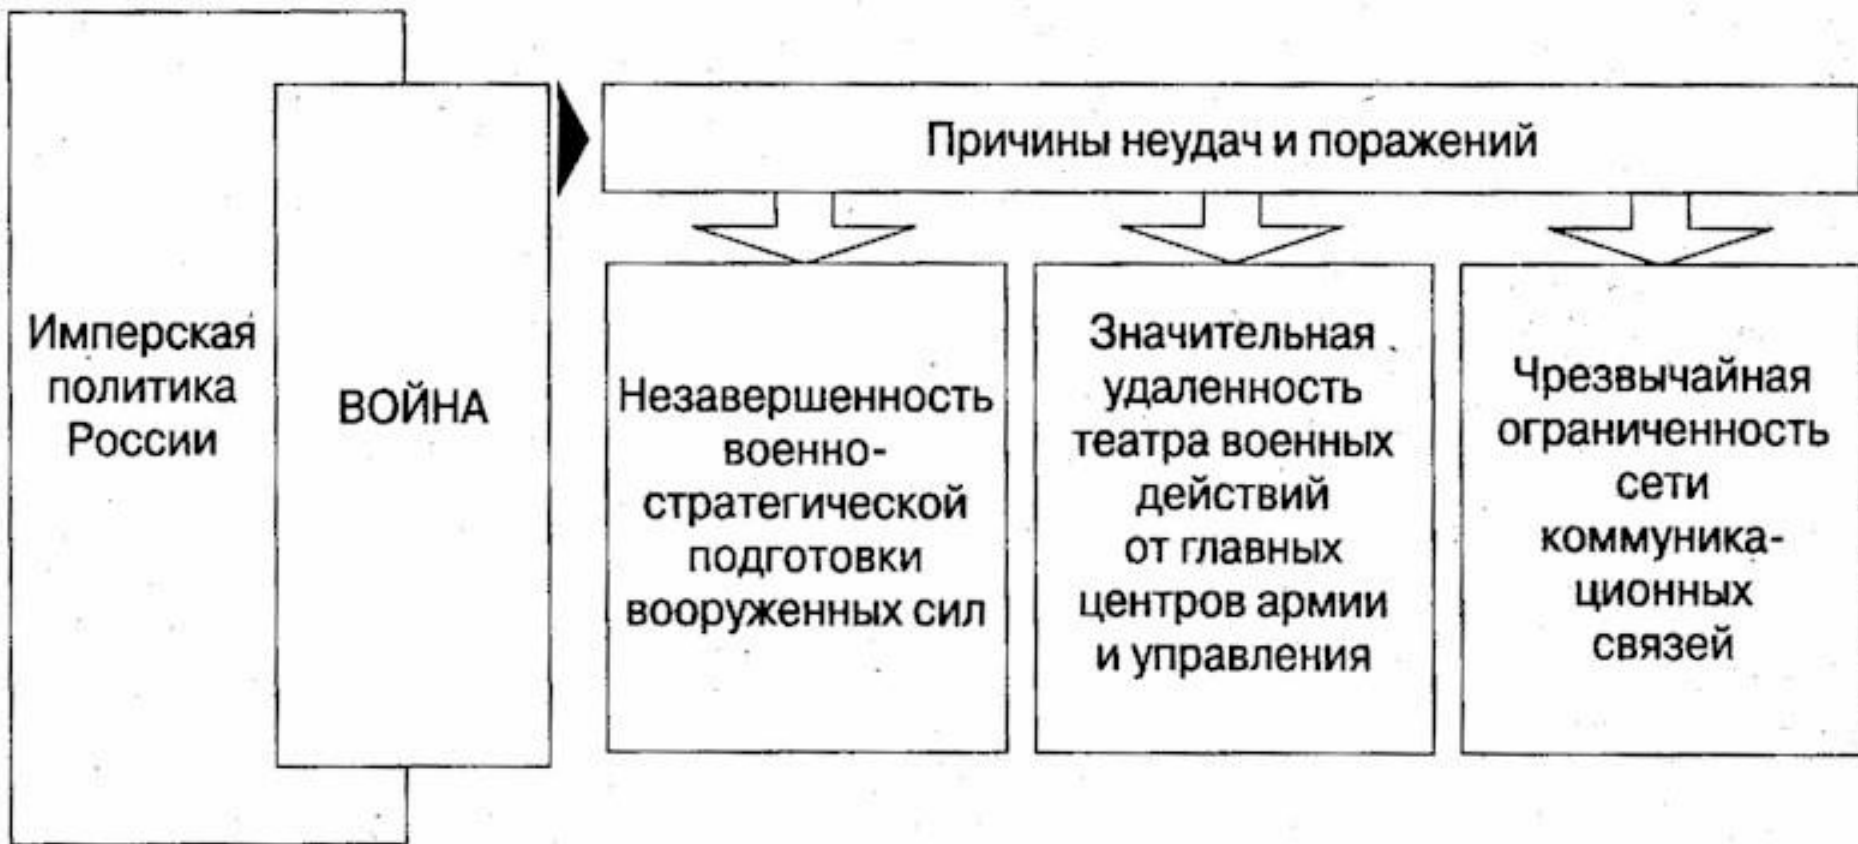 Имперская
политика
России
ВОЙНА
Причины неудач и поражений
Незавершенность
военно-
стратегической
подготовки
вооруженных сил
Значительная
удаленность
театра военных
действий
от главных
центров армии
и управления
Чрезвычайная
ограниченность
сети
коммуника-
ционных
связей